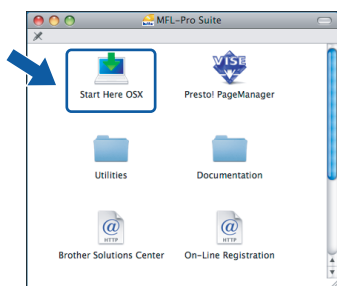 MFL-Pro Suite
Start Here OSX
VISE
Presto! PageManager
Utilities
Documentation
@
HTTP
@
HTTP
Brother Solutions Center
On-Line Registration